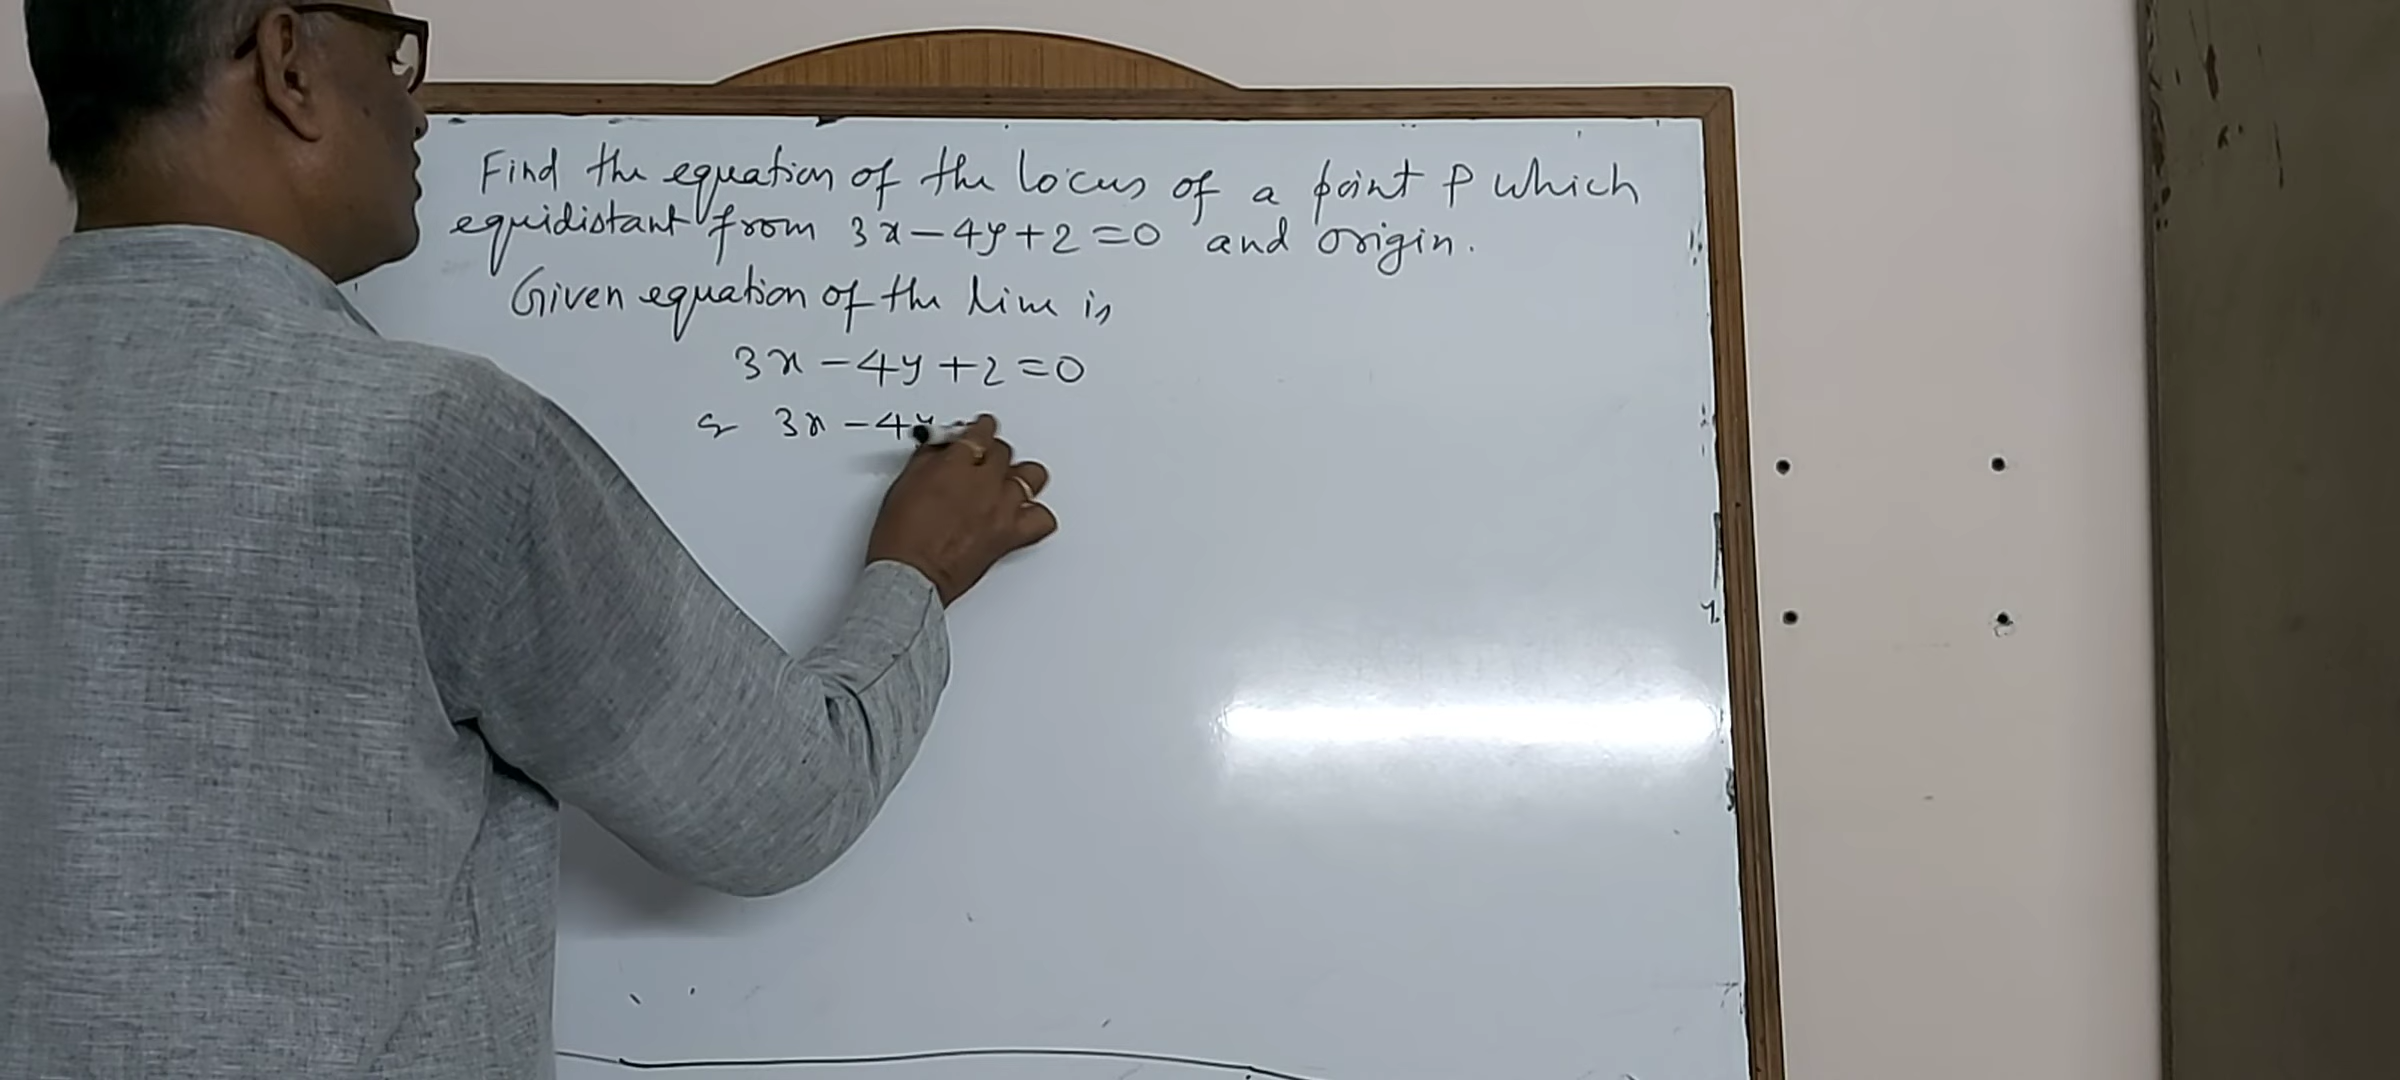 Find the equation of the locus of a point P which
equidistant from 3x-4y+2=0 and origin.
Given equation of the line is
3x-4y+2=0
3x-4y